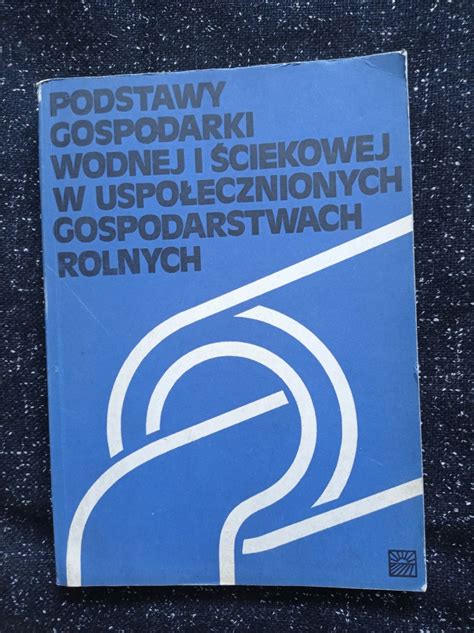 PODSTAWY
GOSPODARKI
WODNEJ I ŚCIEKOWEJ
W USPOŁECZNIONYCH
GOSPODARSTWACH
ROLNYCH